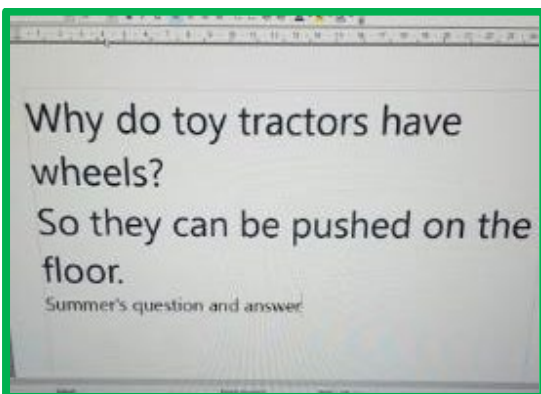 Why do toy tractors have
wheels?
So they can be pushed on the
floor.
Summer's question and answer